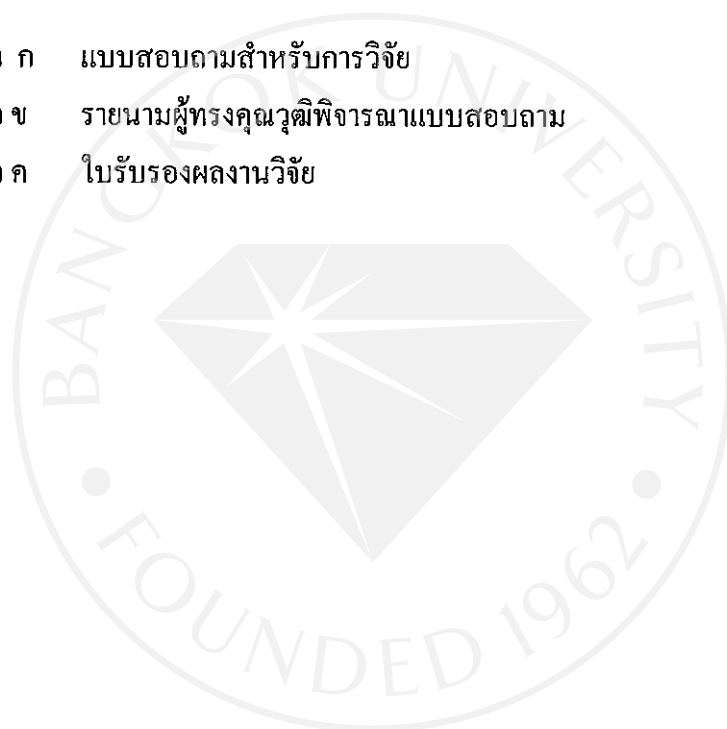 ก แบบสอบถามสำหรับการวิจัย
ข รายนามผู้ทรงคุณวุฒิพิจารณาแบบสอบถาม
ค ใบรับรองผลงานวิจัย
BANGKOK UNIVERSITY
FOUNDED 1962